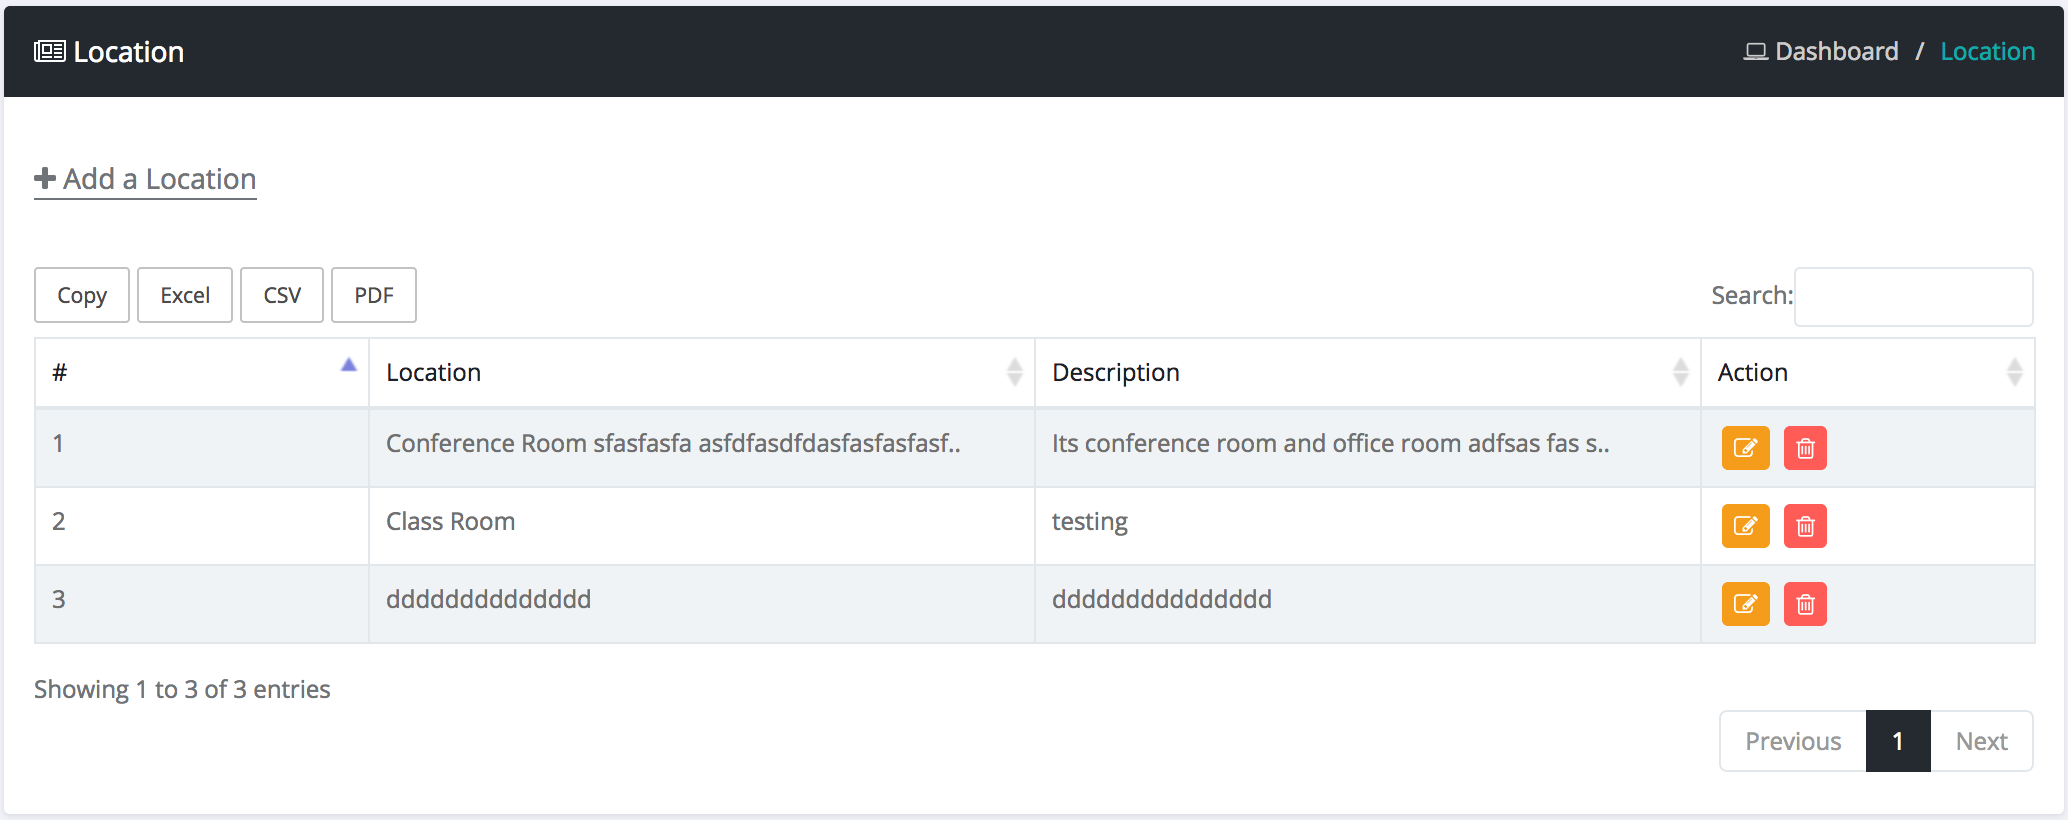 Location
Dashboard / Location
Add a Location
Copy Excel CSV PDF Search:
# Location Description Action
1 Conference Room sfasfasfa asfdfasdfdasfasfasfasf.. Its conference room and office room adfsas fas s..
2 Class Room testing
3 dddddddddddddd ddddddddddddddd
Showing 1 to 3 of 3 entries
Previous 1 Next